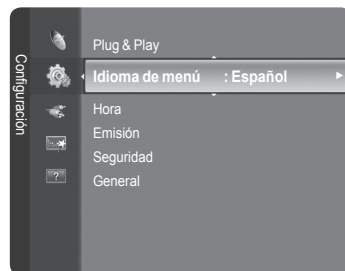 Configuración
Plug & Play
Idioma de menú : Español
Hora
Emisión
Seguridad
General
?